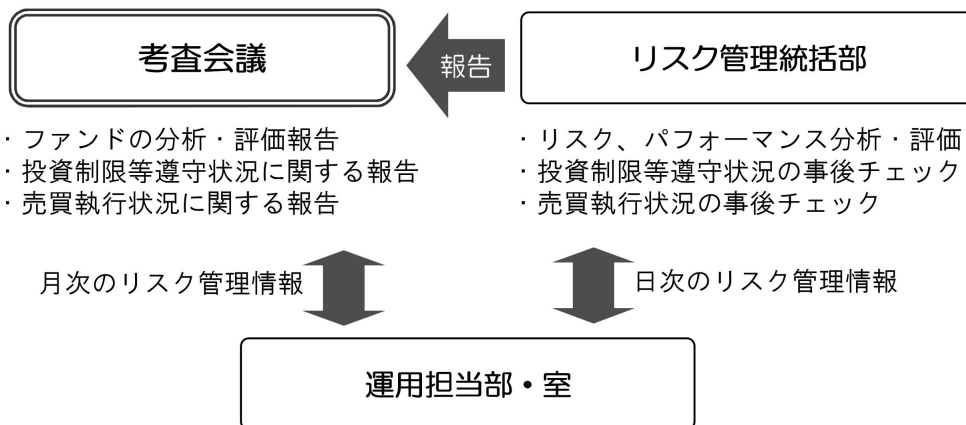 考査会議
報告
リスク管理統括部
・ファンドの分析・評価報告
・投資制限等遵守状況に関する報告
・売買執行状況に関する報告
・リスク、パフォーマンス分析・評価
・投資制限等遵守状況の事後チェック
・売買執行状況の事後チェック
月次のリスク管理情報
日次のリスク管理情報
運用担当部・室